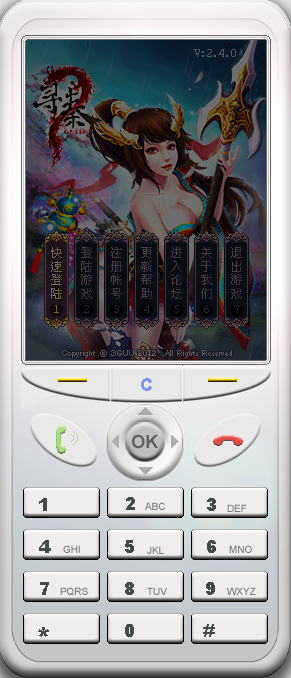 V:2.4.0
寻秦
快速登陆 1
登陆游戏 2
注册帐号 3
更新帮助 4
进入论坛 5
关于我们 6
退出游戏 7
Copyright © 3GUU 2012 All Rights Reserved
C
OK
1
2 ABC
3 DEF
4 GHI
5 JKL
6 MNO
7 PQRS
8 TUV
9 WXYZ
*
0
#